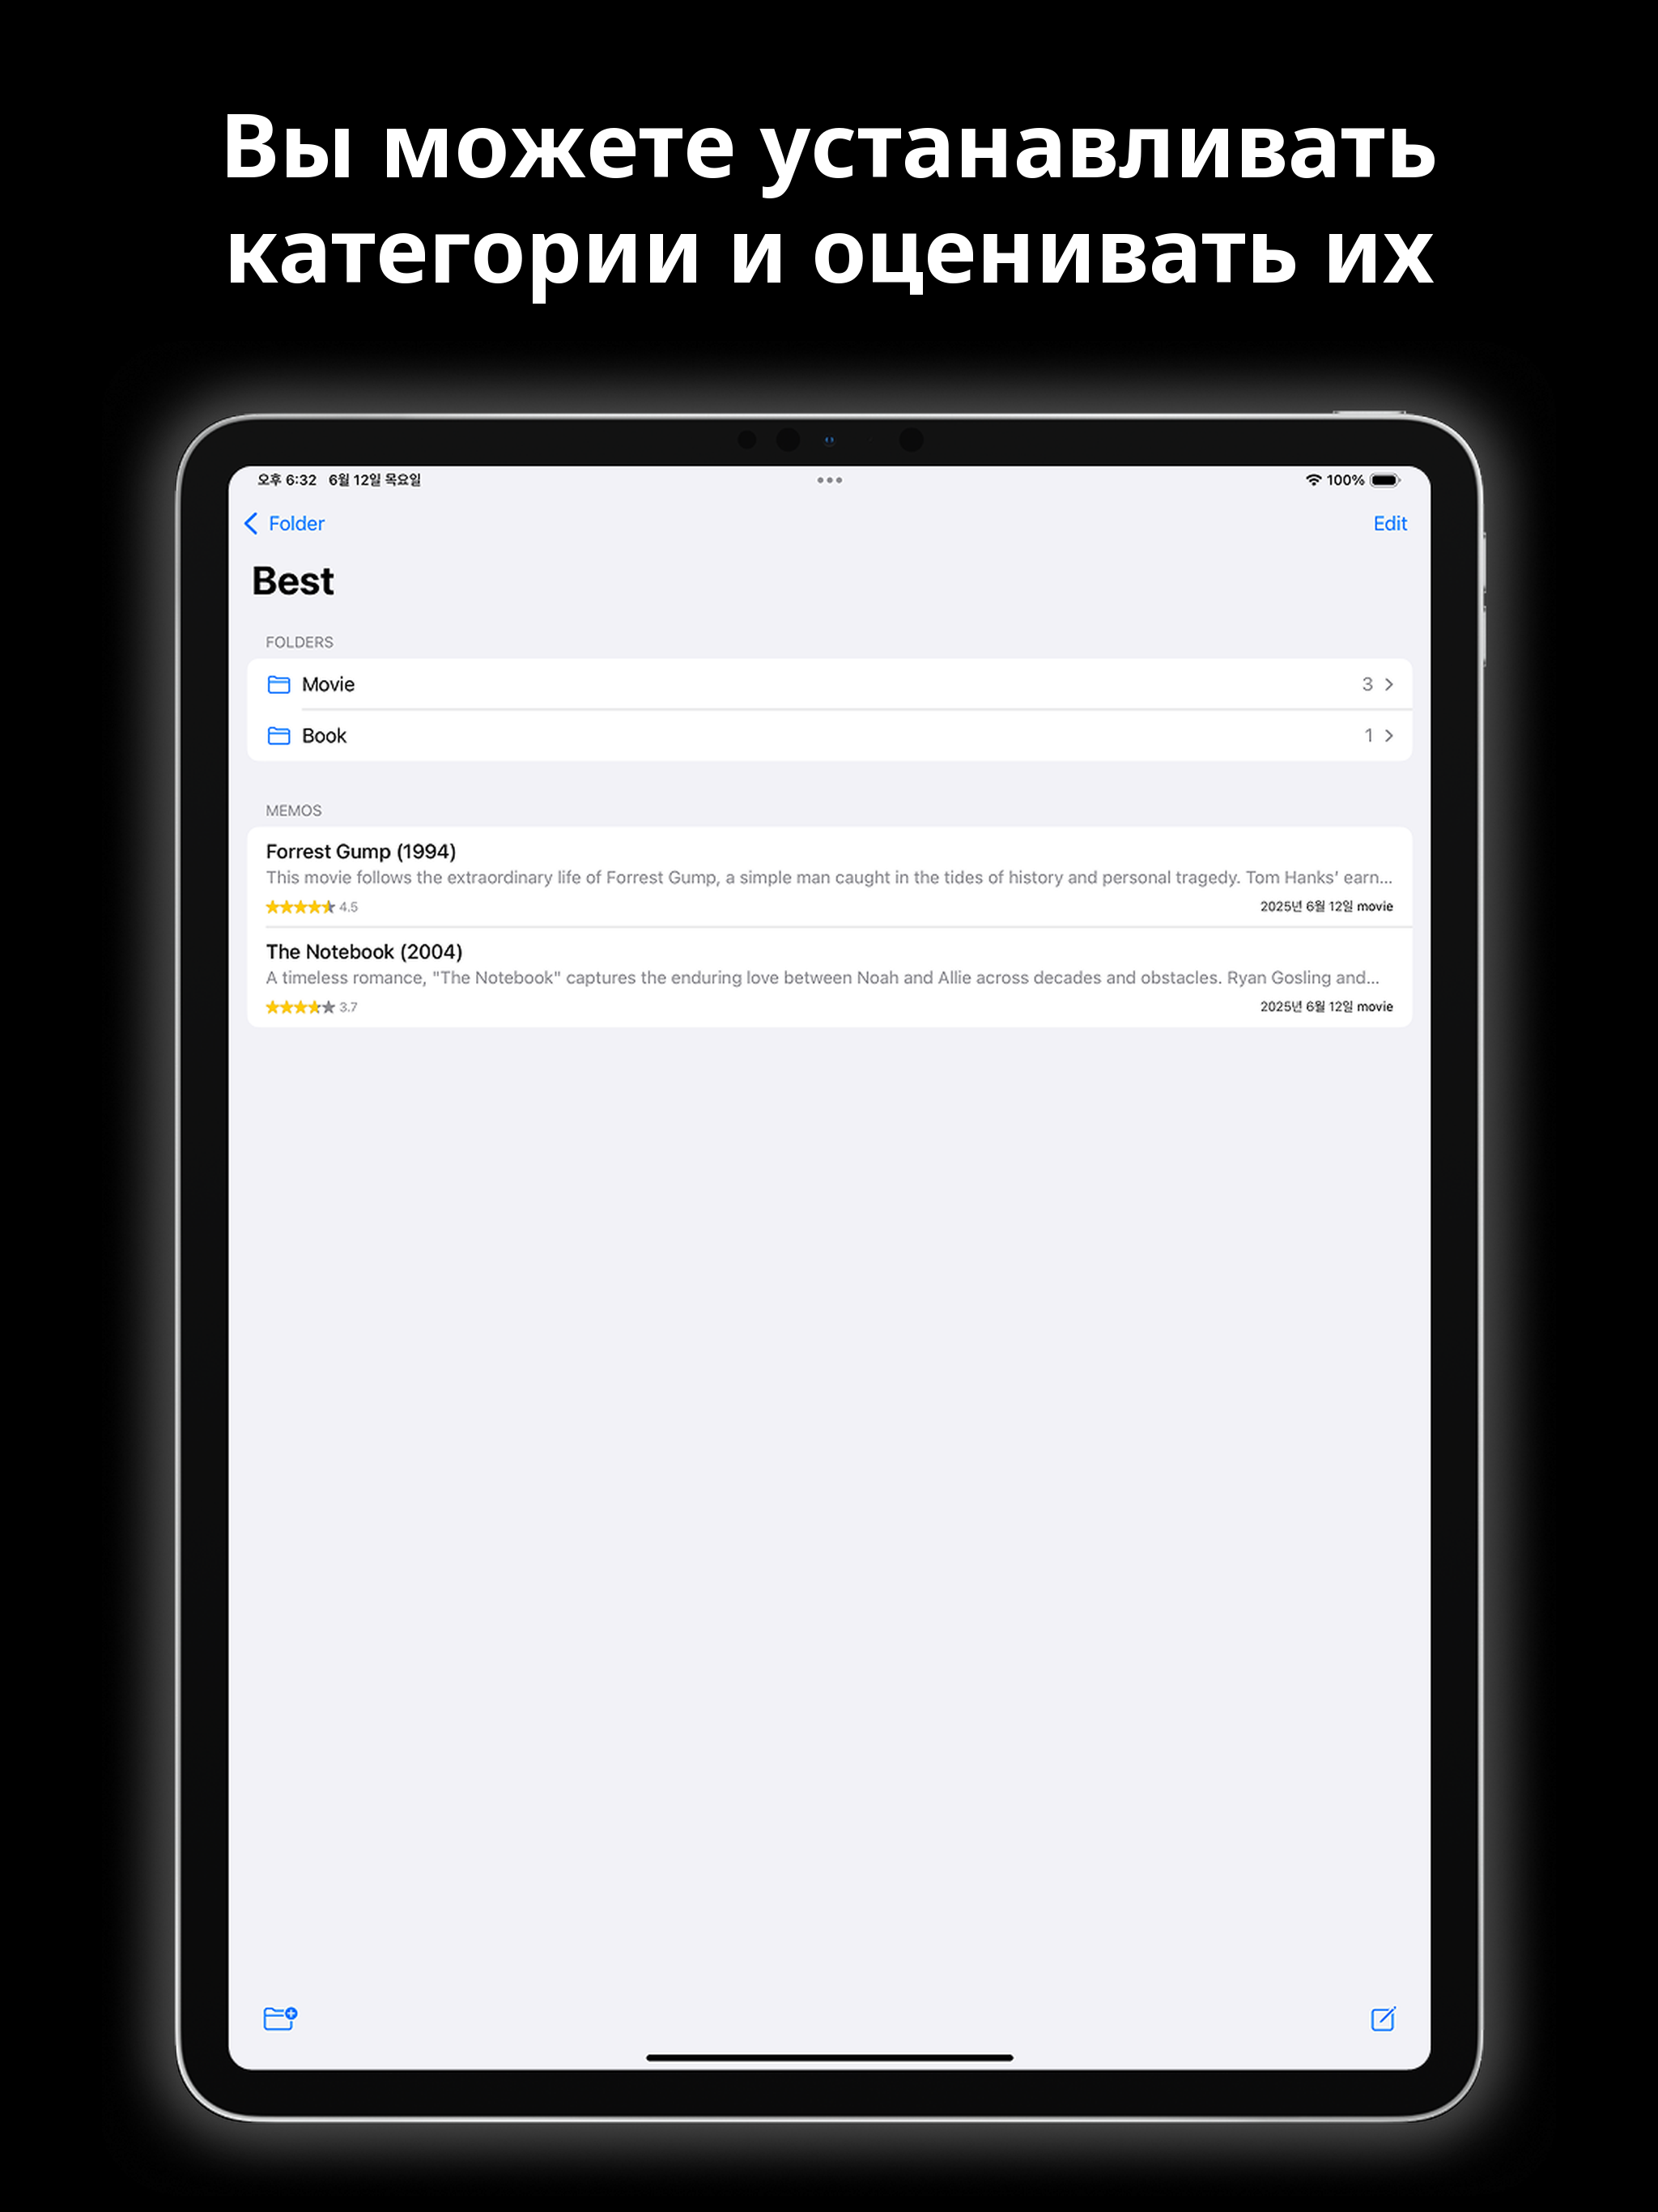 Вы можете устанавливать
категории и оценивать их
오후 6:32 6월 12일 목요일 100%
Folder Edit
Best
FOLDERS
Movie 3
Book 1
MEMOS
Forrest Gump (1994)
This movie follows the extraordinary life of Forrest Gump, a simple man caught in the tides of history and personal tragedy. Tom Hanks’ earn...
4.5 2025년 6월 12일 movie
The Notebook (2004)
A timeless romance, "The Notebook" captures the enduring love between Noah and Allie across decades and obstacles. Ryan Gosling and...
3.7 2025년 6월 12일 movie